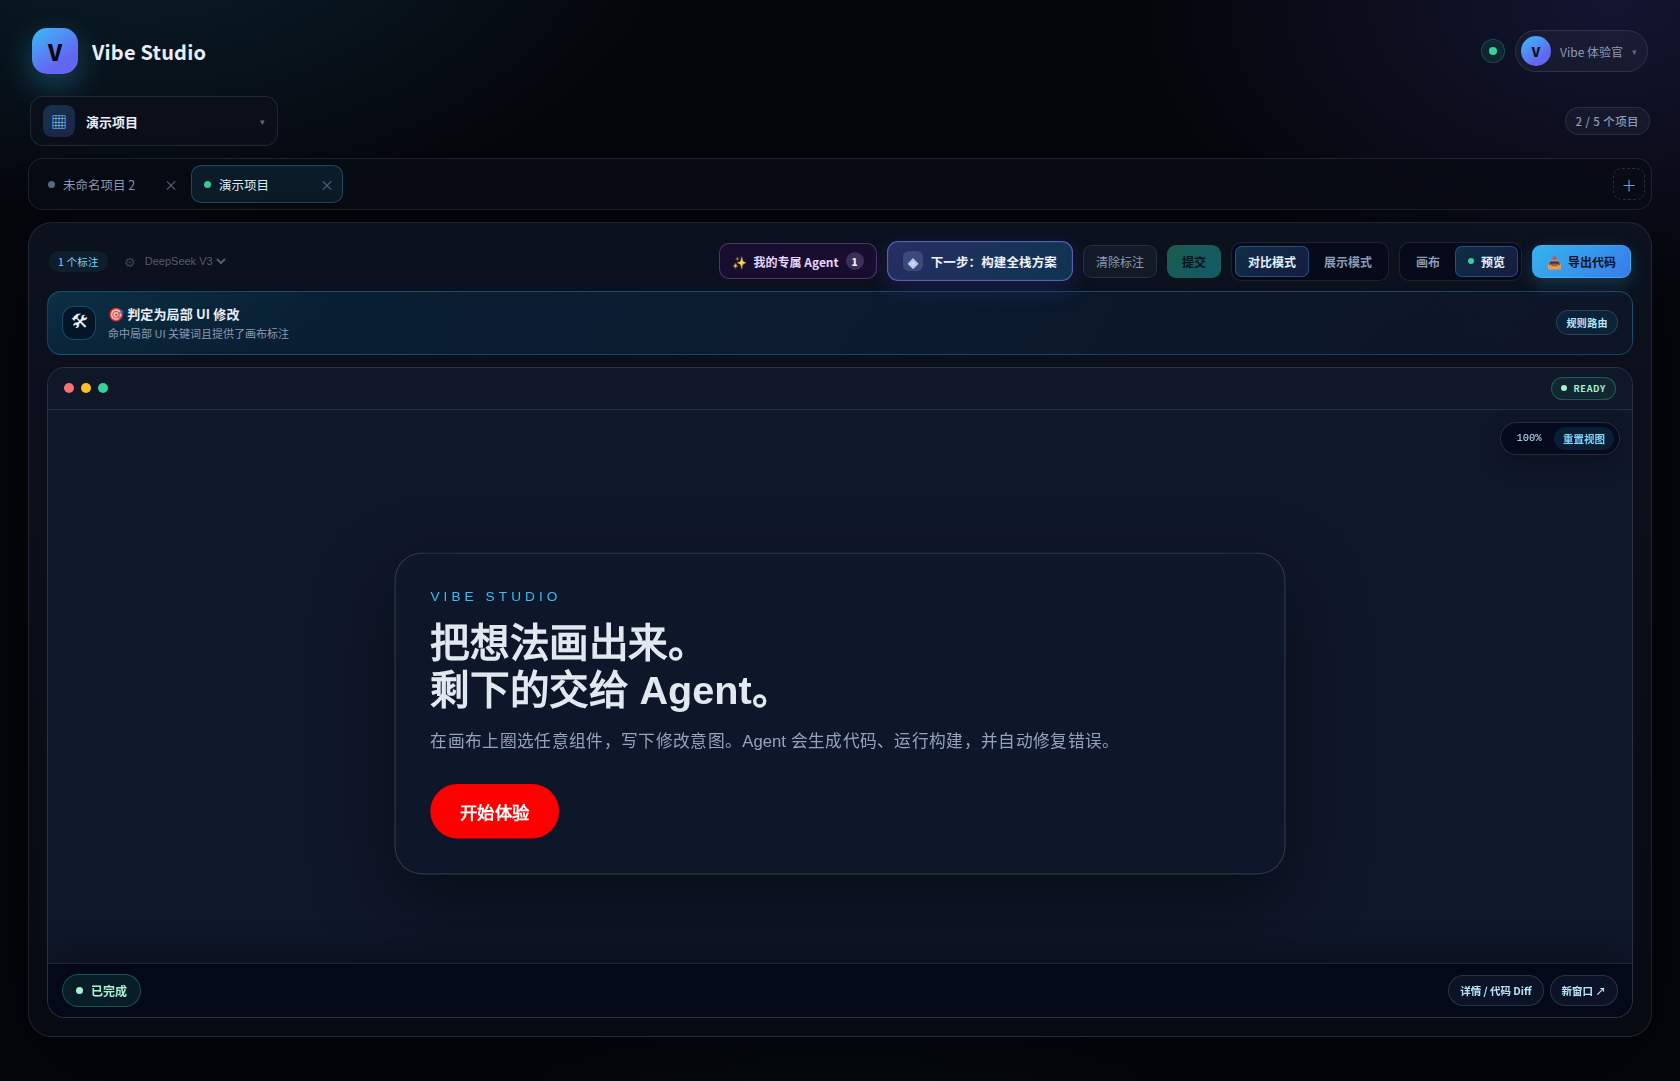 V
Vibe Studio
V
Vibe 体验官
演示项目
2 / 5 个项目
未命名项目 2
演示项目
1 个标注
DeepSeek V3
我的专属 Agent 1
下一步：构建全栈方案
清除标注
提交
对比模式
展示模式
画布
预览
导出代码
判定为局部 UI 修改
命中局部 UI 关键词且提供了画布标注
规则路由
READY
100%
重置视图
VIBE STUDIO
把想法画出来。
剩下的交给 Agent。
在画布上圈选任意组件，写下修改意图。Agent 会生成代码、运行构建，并自动修复错误。
开始体验
已完成
详情 / 代码 Diff
新窗口 ↗